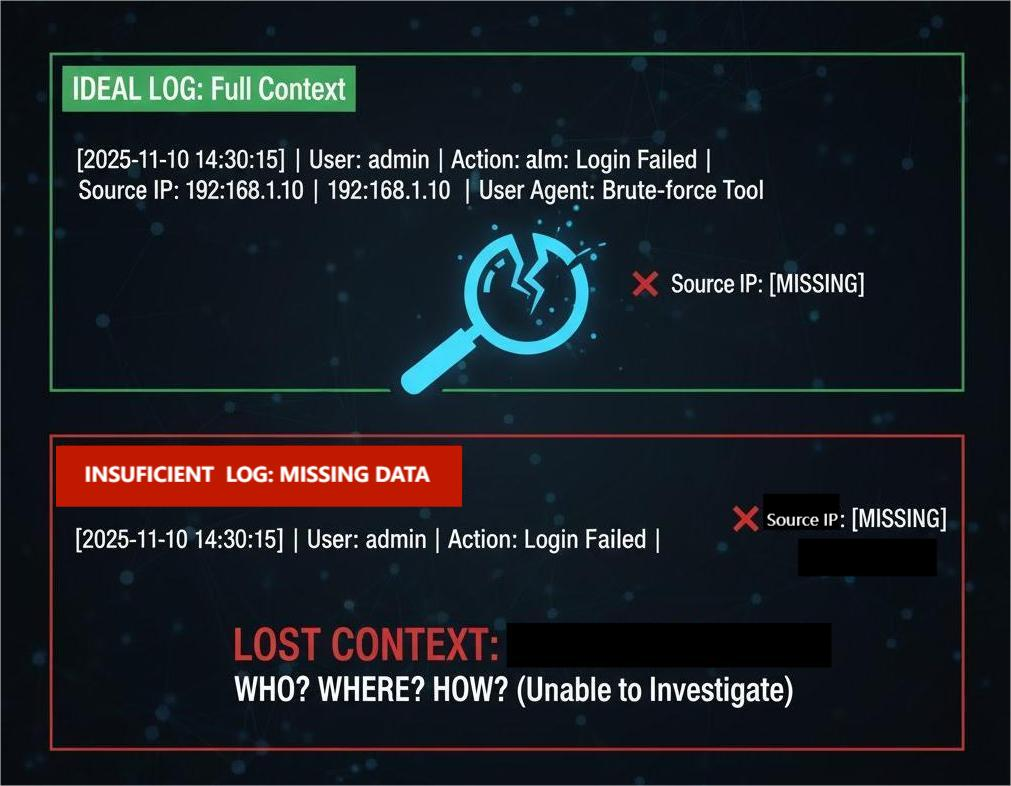 IDEAL LOG: Full Context
[2025-11-10 14:30:15] | User: admin | Action: alm: Login Failed |
Source IP: 192:168.1.10 | 192:168.1.10 | User Agent: Brute-force Tool
Source IP: [MISSING]
INSUFICIENT LOG: MISSING DATA
Source IP: [MISSING]
[2025-11-10 14:30:15] | User: admin | Action: Login Failed |
LOST CONTEXT:
WHO? WHERE? HOW? (Unable to Investigate)